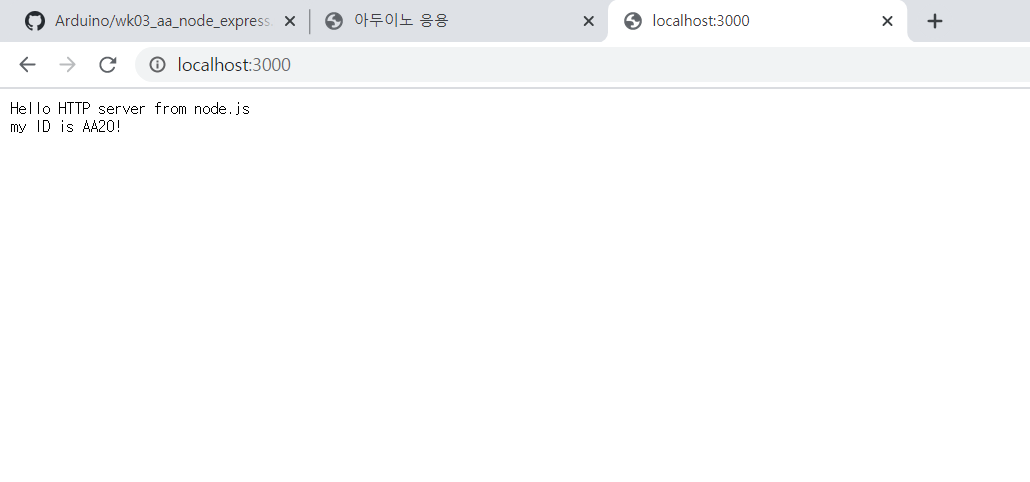 Arduino/wk03_aa_node_express.
아두이노 응용
localhost:3000
localhost:3000
Hello HTTP server from node.js
my ID is AA20!